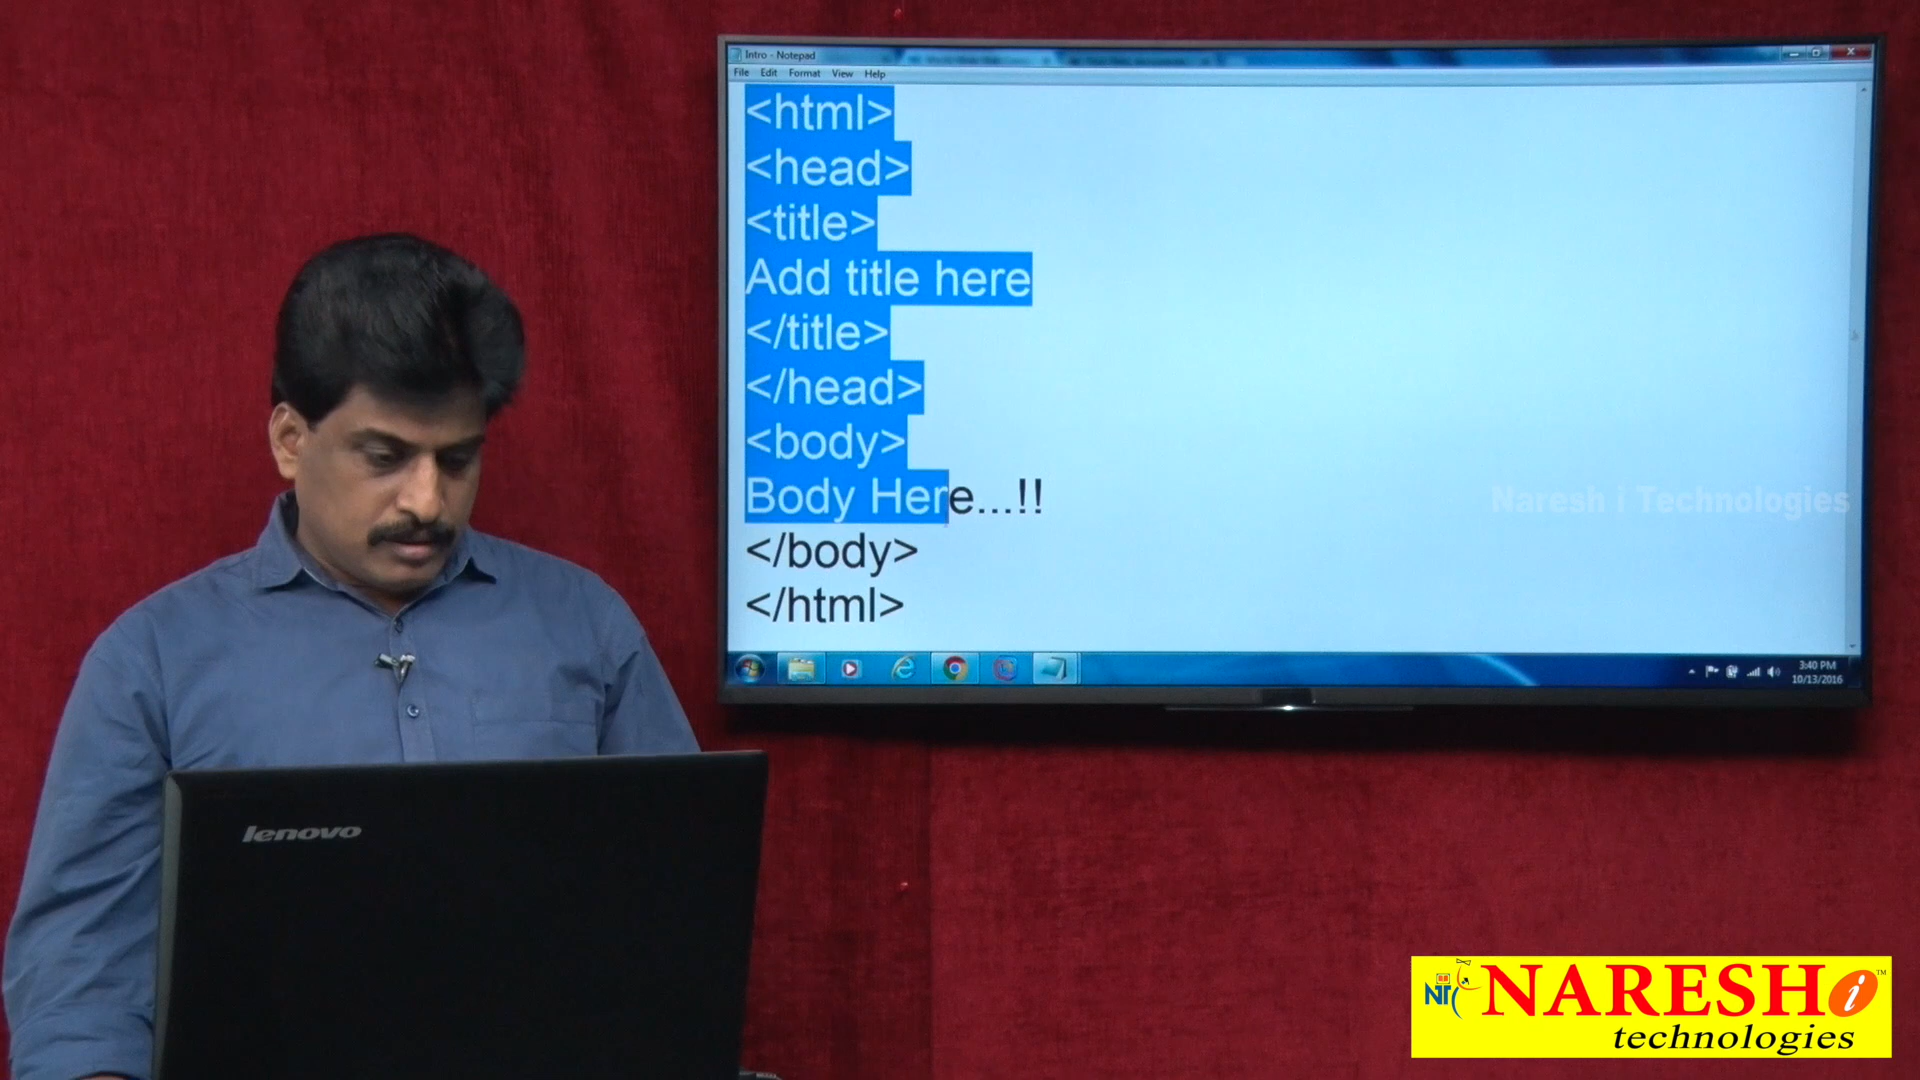 Intro - Notepad
File Edit Format View Help
<html>
<head>
<title>
Add title here
</title>
</head>
<body>
Body Here...!!
</body>
</html>
Naresh i Technologies
3:40 PM
10/13/2016
lenovo
NARESH i ™
technologies